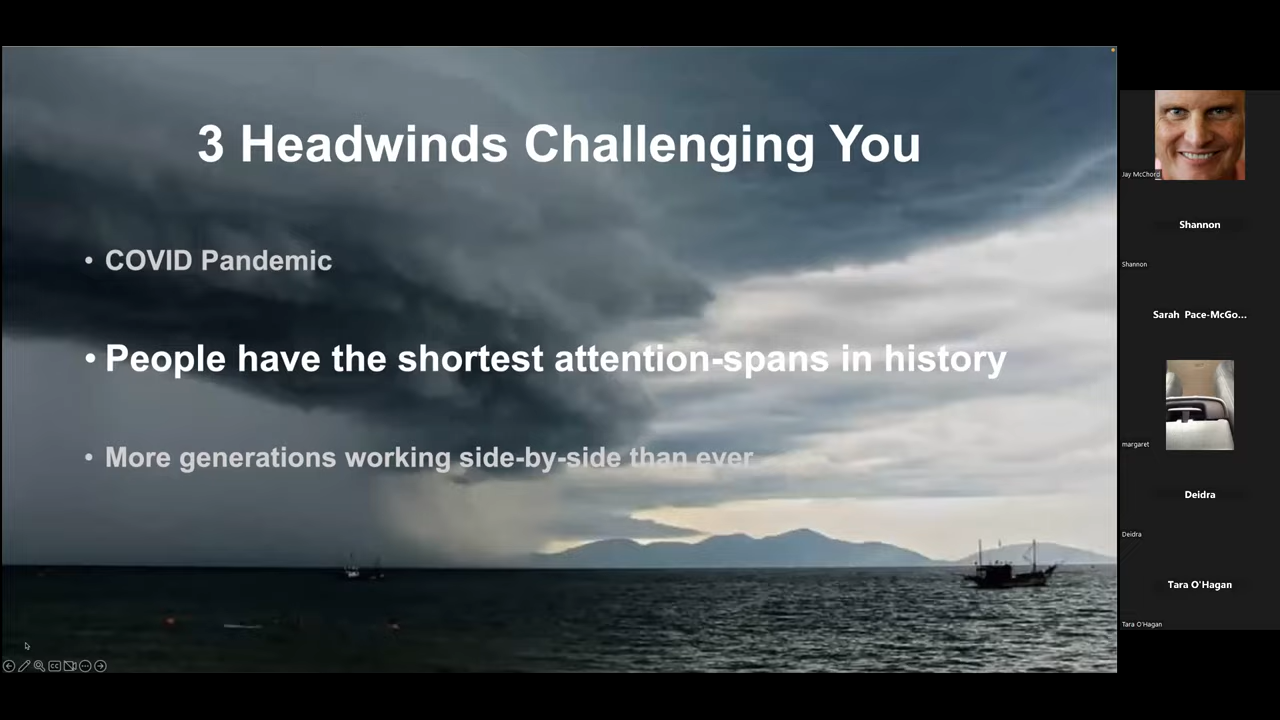 3 Headwinds Challenging You
• COVID Pandemic
• People have the shortest attention-spans in history
• More generations working side-by-side than ever
CC
Jay McChord
Shannon
Shannon
Sarah Pace-McGo...
margaret
Deidra
Deidra
Tara O'Hagan
Tara O'Hagan